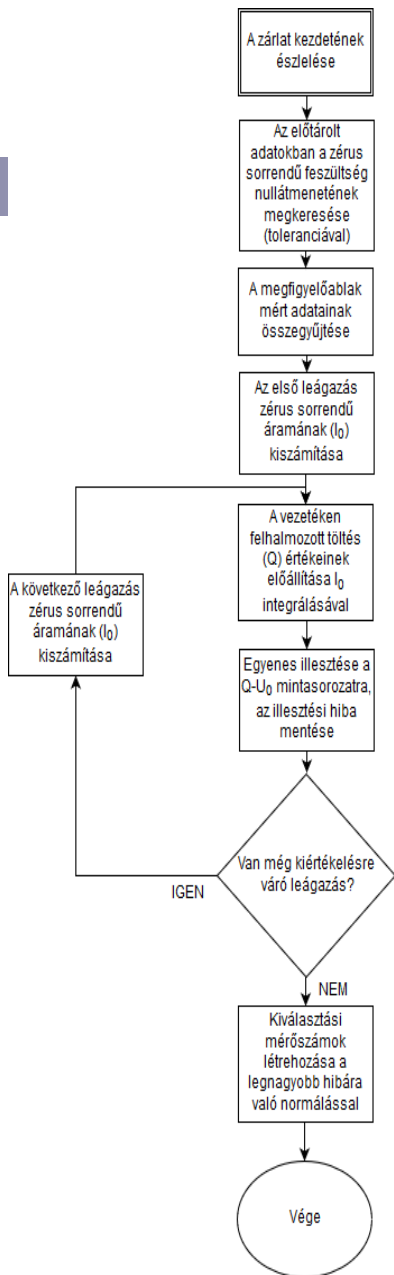 A zárlat kezdetének
észlelése
Az előtárolt
adatokban a zérus
sorrendű feszültség
nullátmenetének
megkeresése
(toleranciával)
A megfigyelőablak
mért adatainak
összegyűjtése
Az első leágazás
zérus sorrendű
áramának (I₀)
kiszámítása
A vezetéken
felhalmozott töltés
(Q) értékeinek
előállítása I₀
integrálásával
A következő leágazás
zérus sorrendű
áramának (I₀)
kiszámítása
Egyenes illesztése a
Q-U₀ mintasorozatra,
az illesztési hiba
mentése
Van még kiértékelésre
váró leágazás?
IGEN
NEM
Kiválasztási
mérőszámok
létrehozása a
legnagyobb hibára
való normálással
Vége